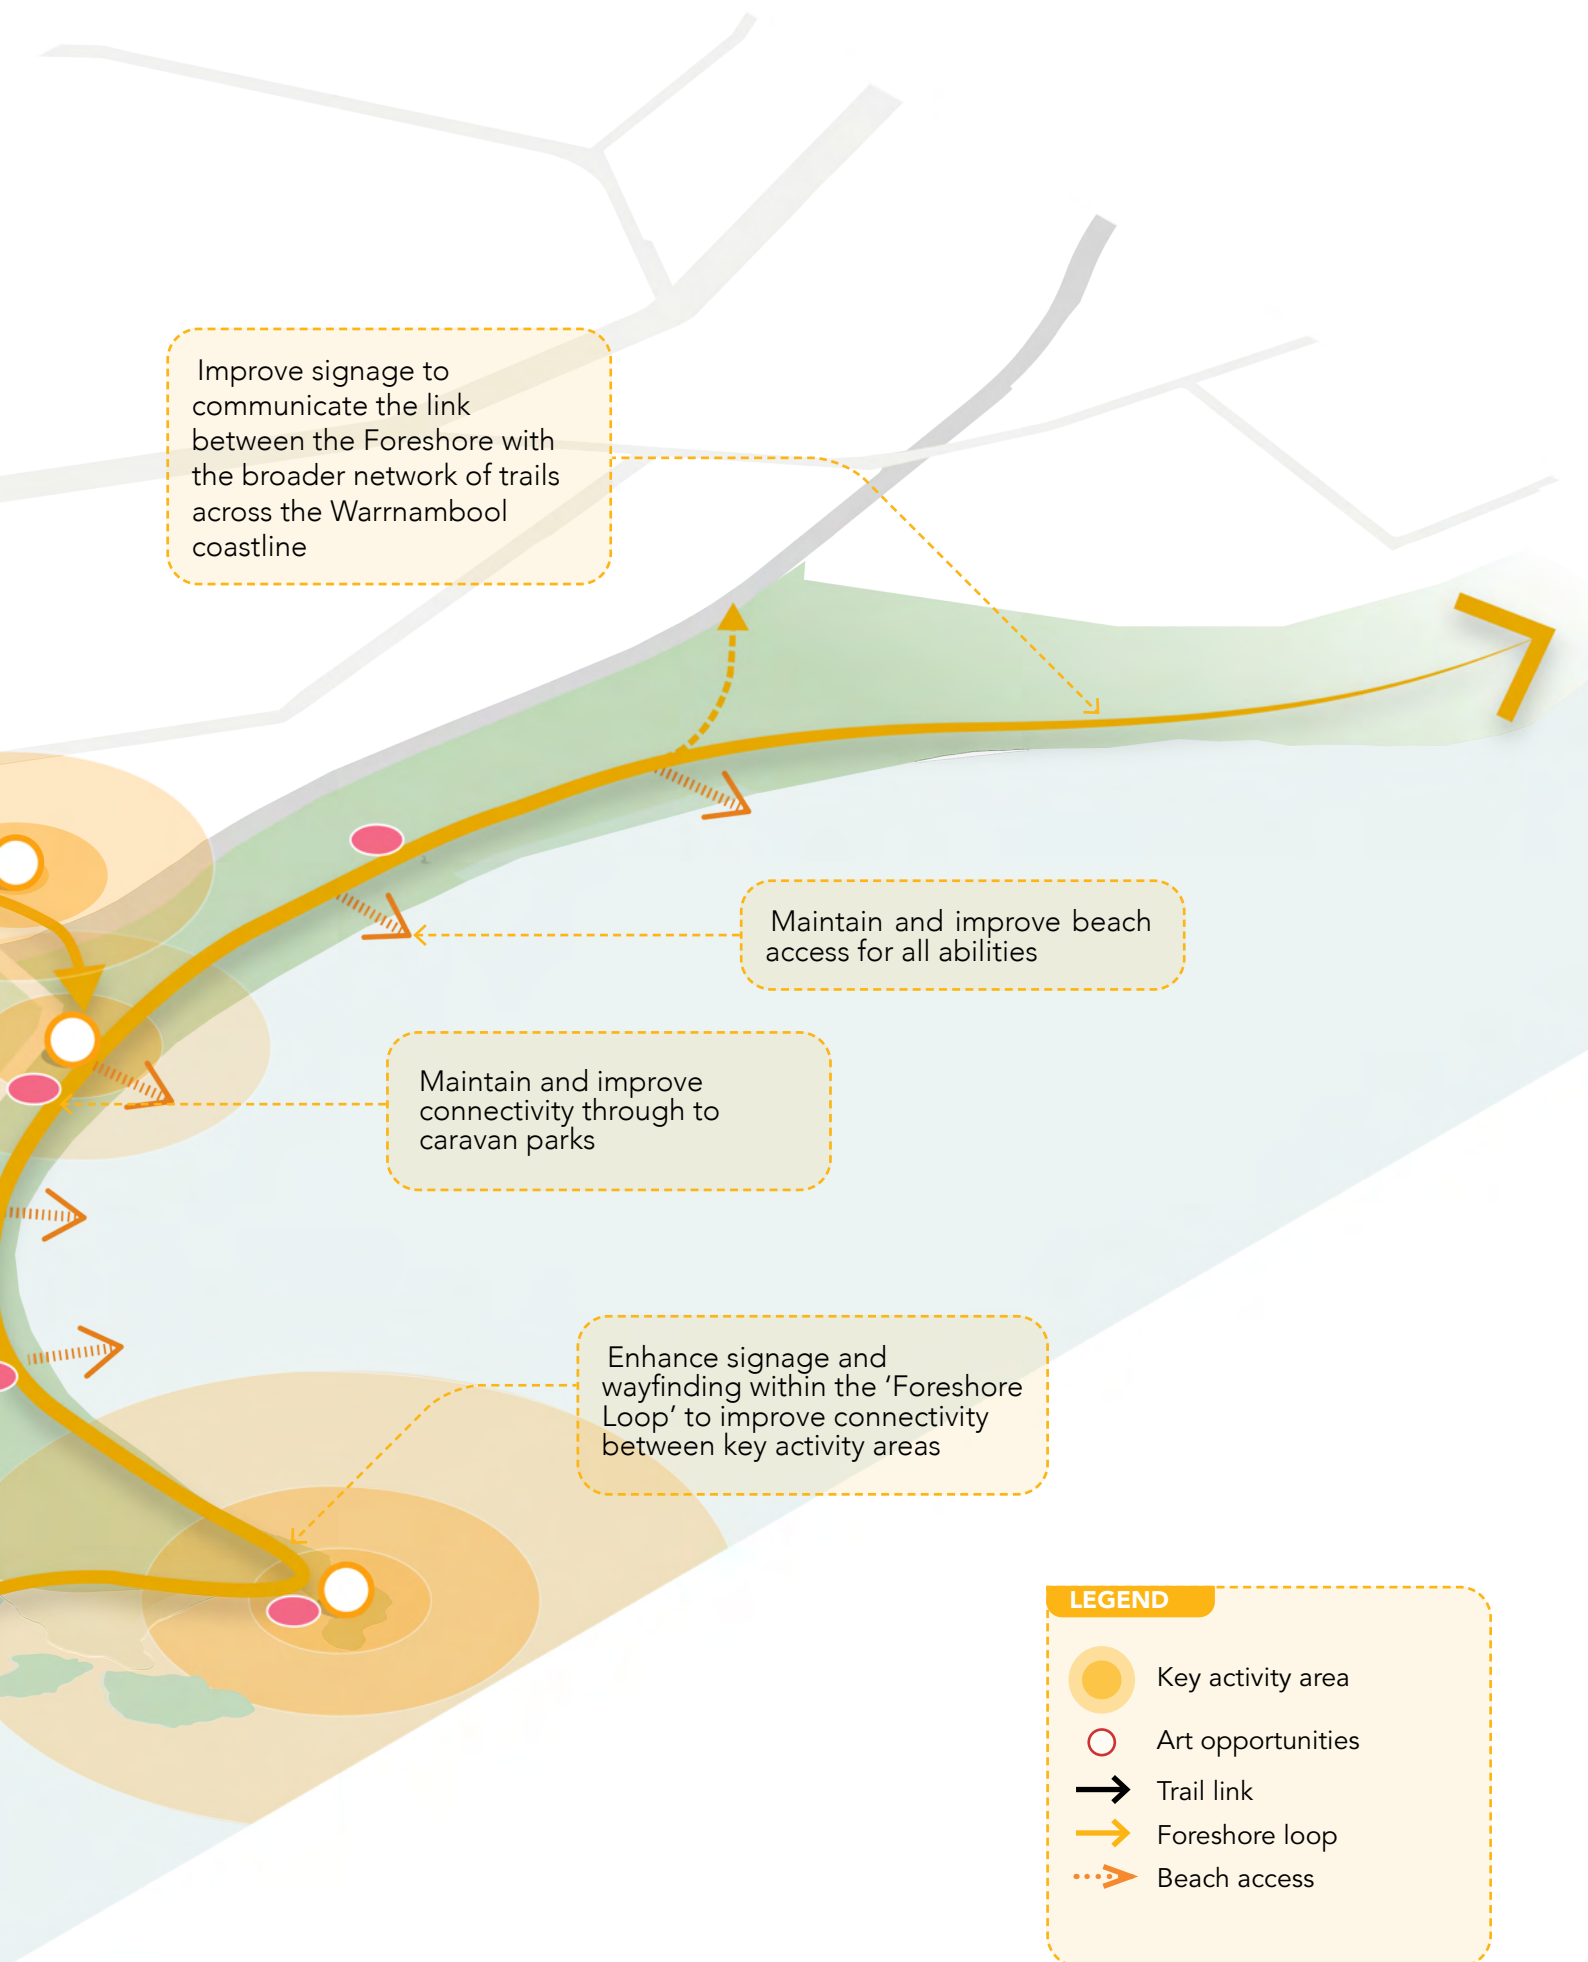 Improve signage to
communicate the link
between the Foreshore with
the broader network of trails
across the Warrnambool
coastline
Maintain and improve beach
access for all abilities
Maintain and improve
connectivity through to
caravan parks
Enhance signage and
wayfinding within the ‘Foreshore
Loop’ to improve connectivity
between key activity areas
LEGEND
Key activity area
Art opportunities
Trail link
Foreshore loop
Beach access